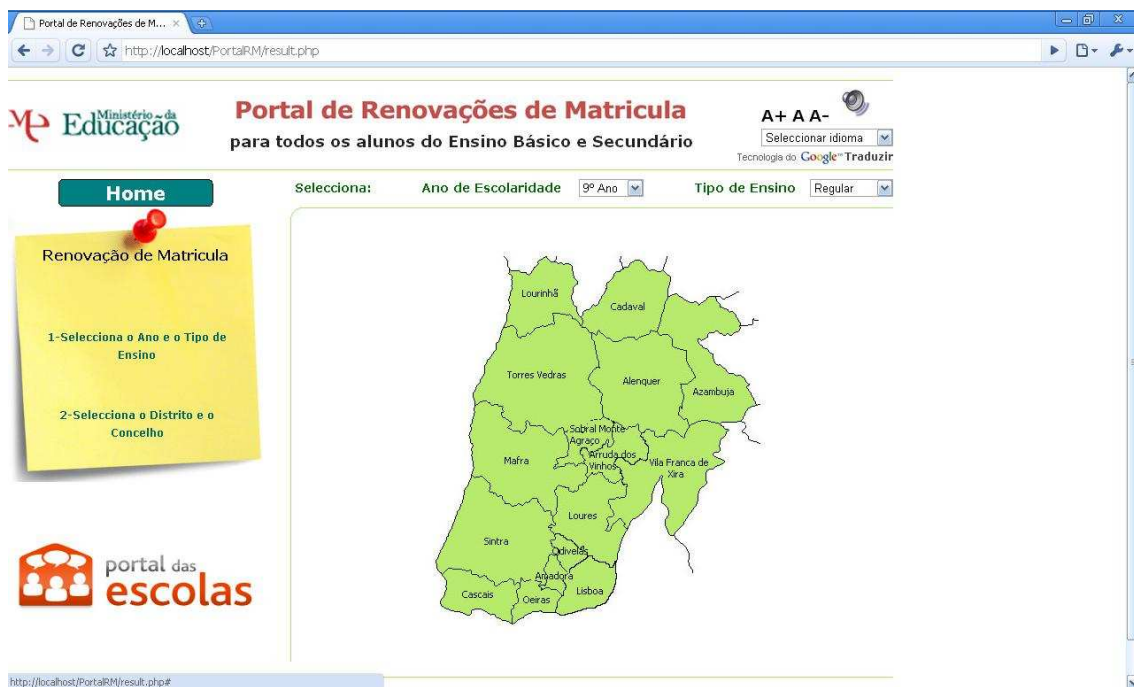 Portal de Renovações de M...
http://localhost/PortalRM/result.php
Ministério da
Educação
Portal de Renovações de Matricula
para todos os alunos do Ensino Básico e Secundário
A+ A A-
Seleccionar idioma
Tecnologia do Google™ Traduzir
Home
Selecciona: Ano de Escolaridade 9º Ano Tipo de Ensino Regular
Renovação de Matricula
1-Selecciona o Ano e o Tipo de
Ensino
2-Selecciona o Distrito e o
Concelho
portal das
escolas
Lourinhã
Cadaval
Torres Vedras
Alenquer
Azambuja
Sobral Monte
Agraço
Mafra
Arruda dos
Vinhos
Vila Franca de
Xira
Loures
Sintra
Odivelas
Amadora
Cascais
Oeiras
Lisboa
http://localhost/PortalRM/result.php#